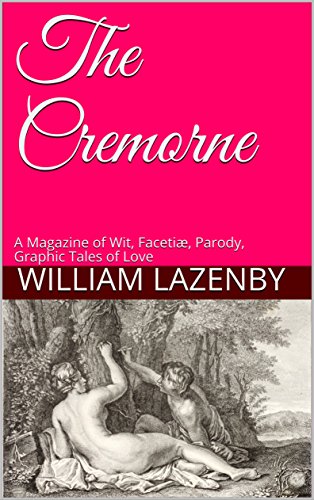 The
Cremorne
A Magazine of Wit, Facetiæ, Parody,
Graphic Tales of Love
WILLIAM LAZENBY